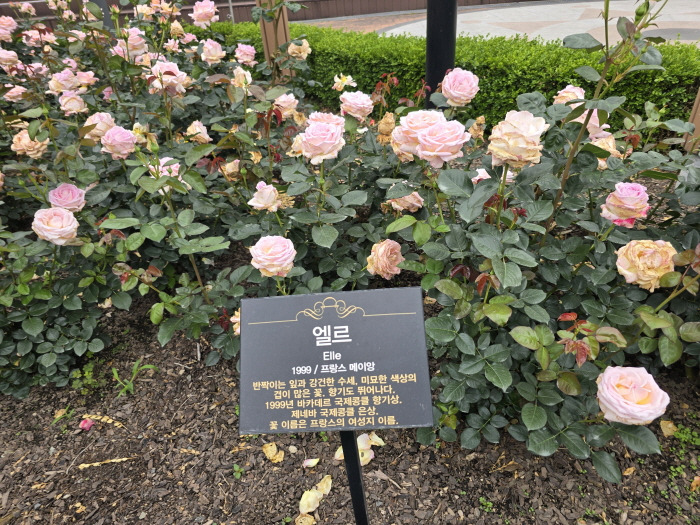 엘르
Elle
1999 / 프랑스 메이앙
반짝이는 잎과 강건한 수세, 미묘한 색상의
겹이 많은 꽃, 향기도 뛰어나다.
1999년 바카데르 국제콩쿨 향기상,
제네바 국제콩쿨 은상,
꽃 이름은 프랑스의 여성지 이름.